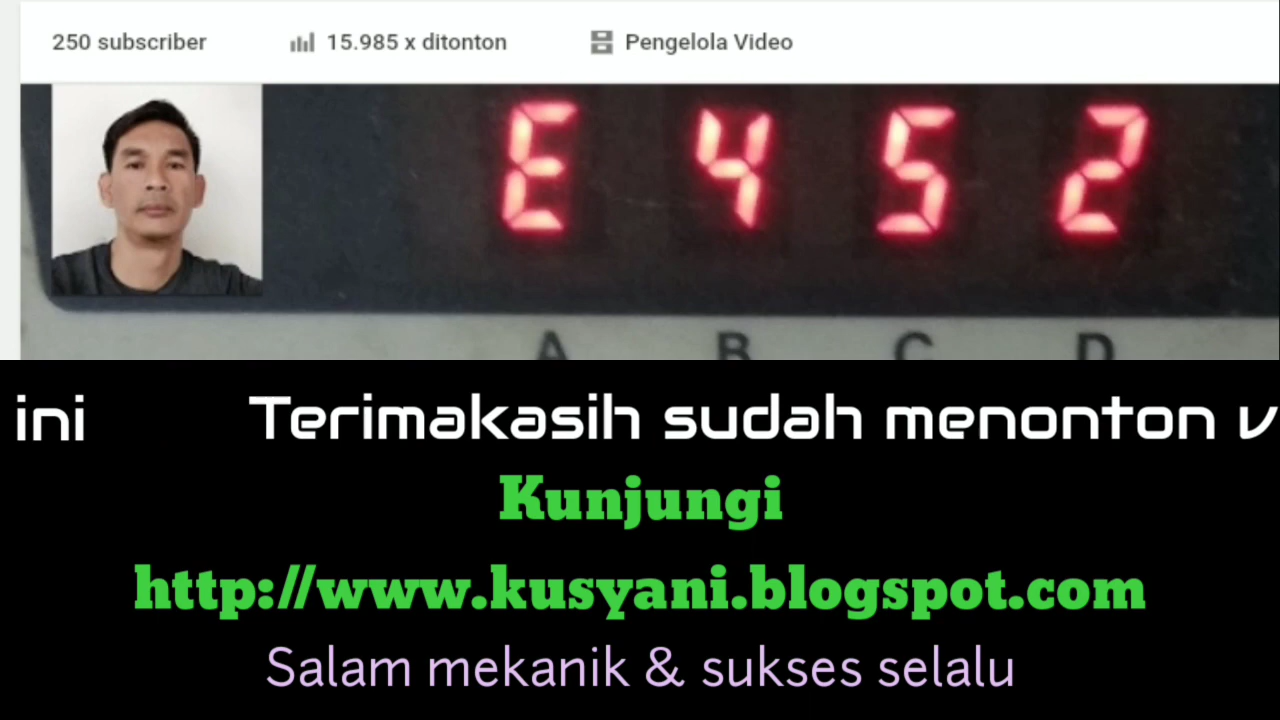 250 subscriber 15.985 x ditonton Pengelola Video
E 4 5 2
A B C D
ini Terimakasih sudah menonton v
Kunjungi
http://www.kusyani.blogspot.com
Salam mekanik & sukses selalu